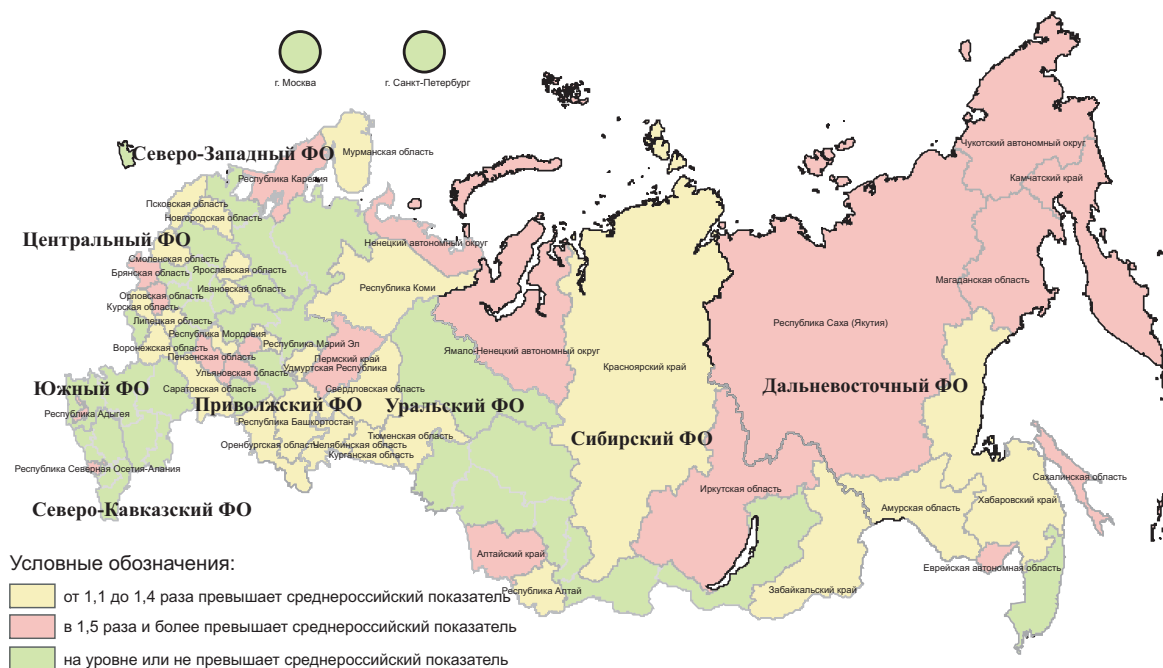 г. Москва
г. Санкт-Петербург
Северо-Западный ФО
Мурманская область
Республика Карелия
Чукотский автономный округ
Камчатский край
Псковская область
Новгородская область
Центральный ФО
Ненецкий автономный округ
Смоленская область
Ярославская область
Брянская область
Республика Коми
Ивановская область
Магаданская область
Орловская область
Курская область
Липецкая область
Республика Саха (Якутия)
Республика Мордовия
Республика Марий Эл
Воронежская область
Пензенская область
Пермский край
Ямало-Ненецкий автономный округ
Ульяновская область
Удмуртская Республика
Красноярский край
Южный ФО
Саратовская область
Свердловская область
Дальневосточный ФО
Приволжский ФО
Уральский ФО
Республика Адыгея
Республика Башкортостан
Сибирский ФО
Тюменская область
Оренбургская область
Челябинская область
Курганская область
Республика Северная Осетия-Алания
Сахалинская область
Иркутская область
Хабаровский край
Амурская область
Северо-Кавказский ФО
Алтайский край
Еврейская автономная область
Условные обозначения:
Республика Алтай
Забайкальский край
от 1,1 до 1,4 раза превышает среднероссийский показатель
в 1,5 раза и более превышает среднероссийский показатель
на уровне или не превышает среднероссийский показатель